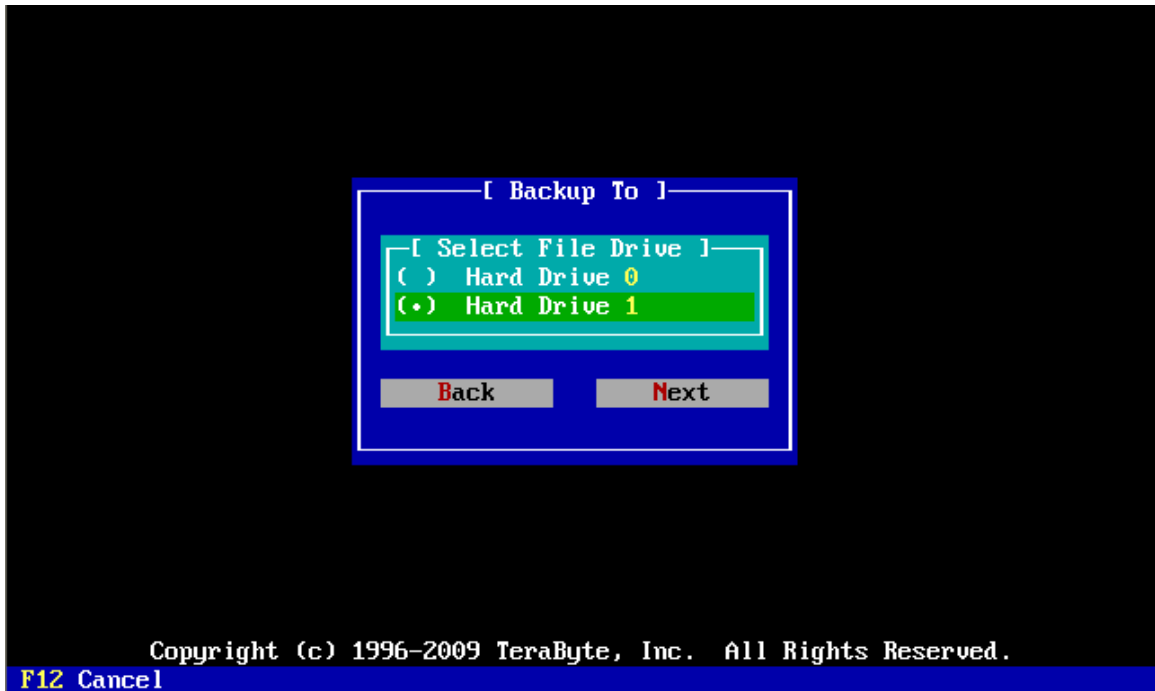 [ Backup To ]
[ Select File Drive ]
( ) Hard Drive 0
(•) Hard Drive 1
Back Next
Copyright (c) 1996-2009 TeraByte, Inc. All Rights Reserved.
F12 Cancel